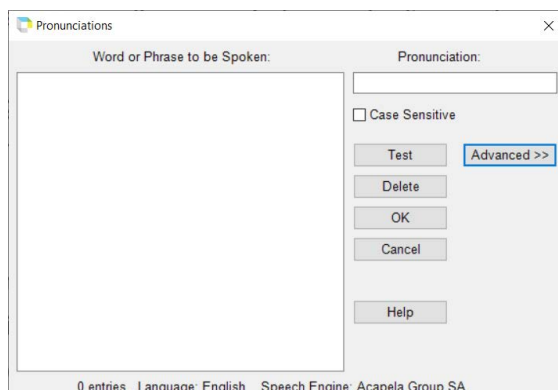 Pronunciations
Word or Phrase to be Spoken:
Pronunciation:
Case Sensitive
Test
Advanced >>
Delete
OK
Cancel
Help
0 entries Language: English Speech Engine: Acapela Group SA